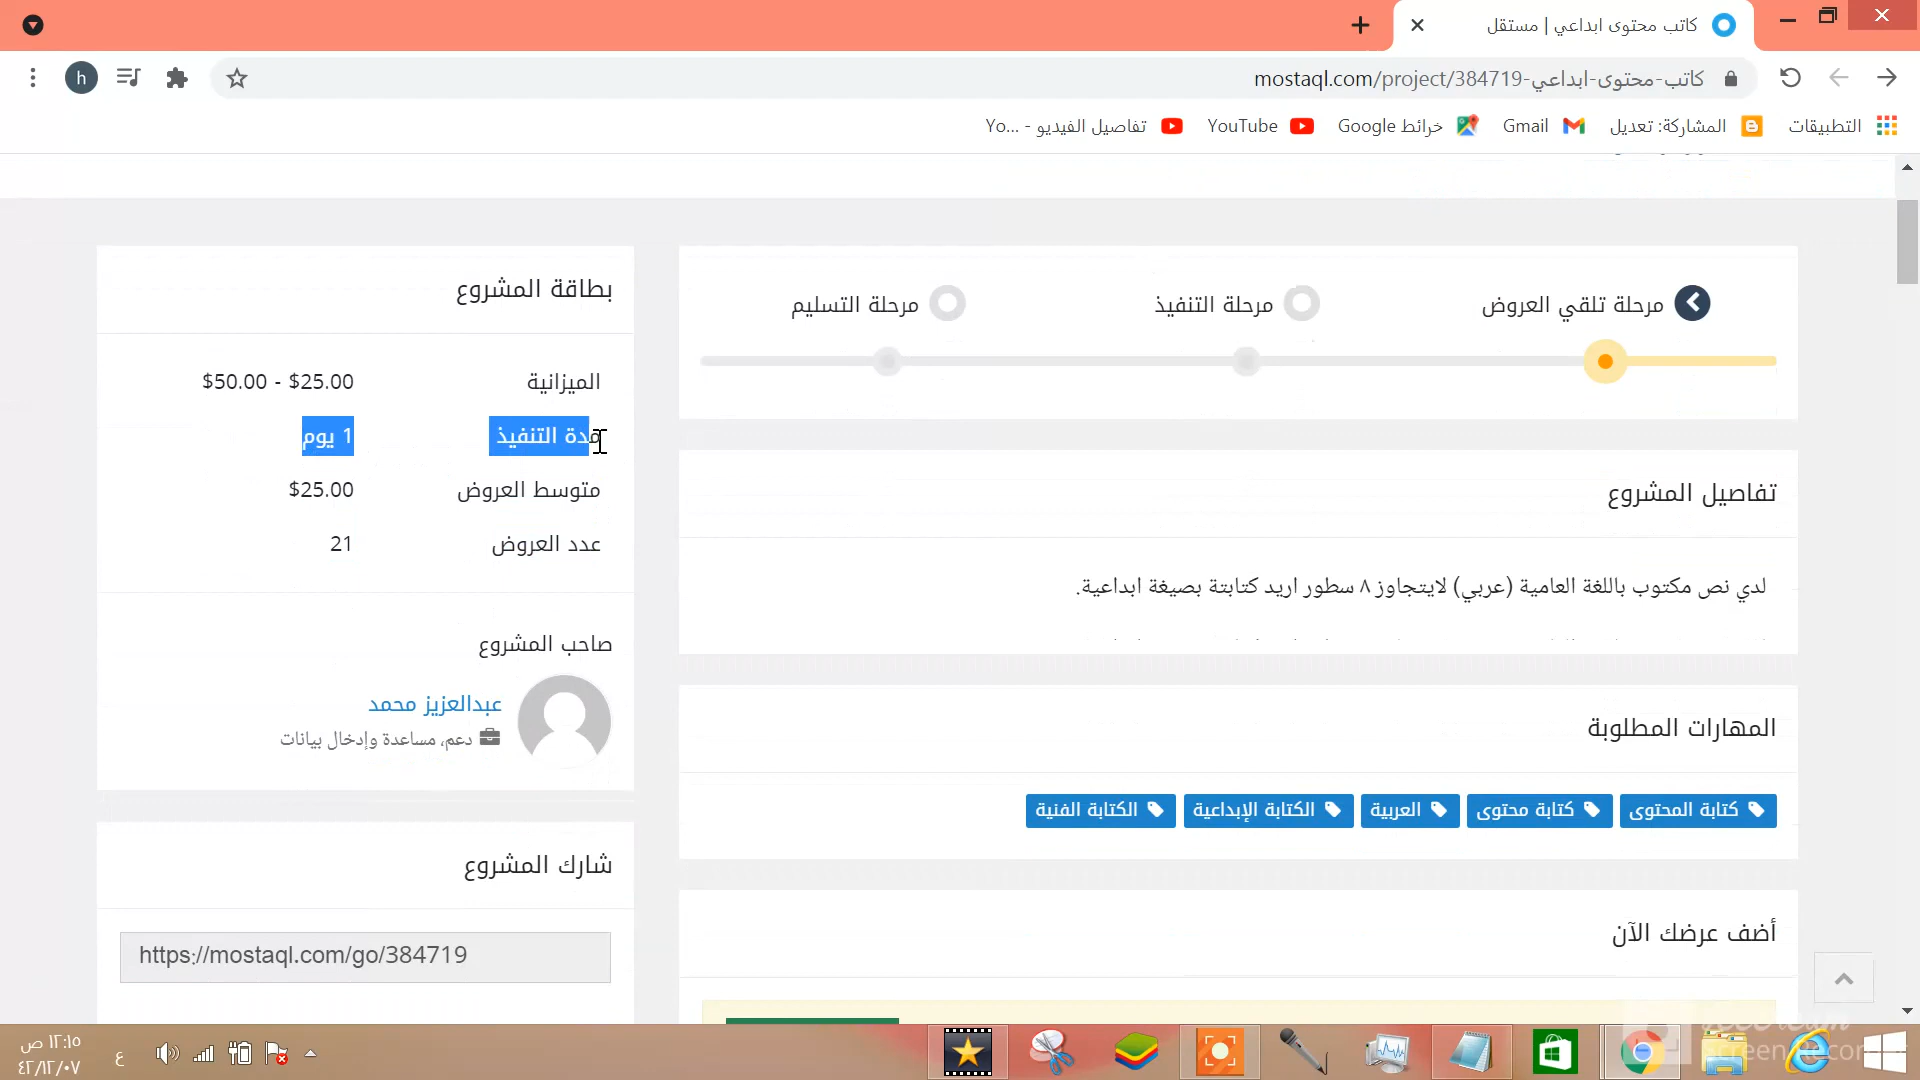 كاتب محتوى ابداعي | مستقل
mostaql.com/project/384719-كاتب-محتوى-ابداعي
h
التطبيقات
المشاركة: تعديل
Gmail
خرائط Google
YouTube
تفاصيل الفيديو - Yo...
مرحلة تلقي العروض
مرحلة التنفيذ
مرحلة التسليم
تفاصيل المشروع
لدي نص مكتوب باللغة العامية (عربي) لايتجاوز ٨ سطور اريد كتابتة بصيغة ابداعية.
المهارات المطلوبة
كتابة المحتوى
كتابة محتوى
العربية
الكتابة الإبداعية
الكتابة الفنية
أضف عرضك الآن
بطاقة المشروع
الميزانية $25.00 - $50.00
مدة التنفيذ 1 يوم
متوسط العروض $25.00
عدد العروض 21
صاحب المشروع
عبدالعزيز محمد
دعم، مساعدة وإدخال بيانات
شارك المشروع
https://mostaql.com/go/384719
ع
١٢:١٥ ص
٤٢/١٢/٠٧
Screen Recorder